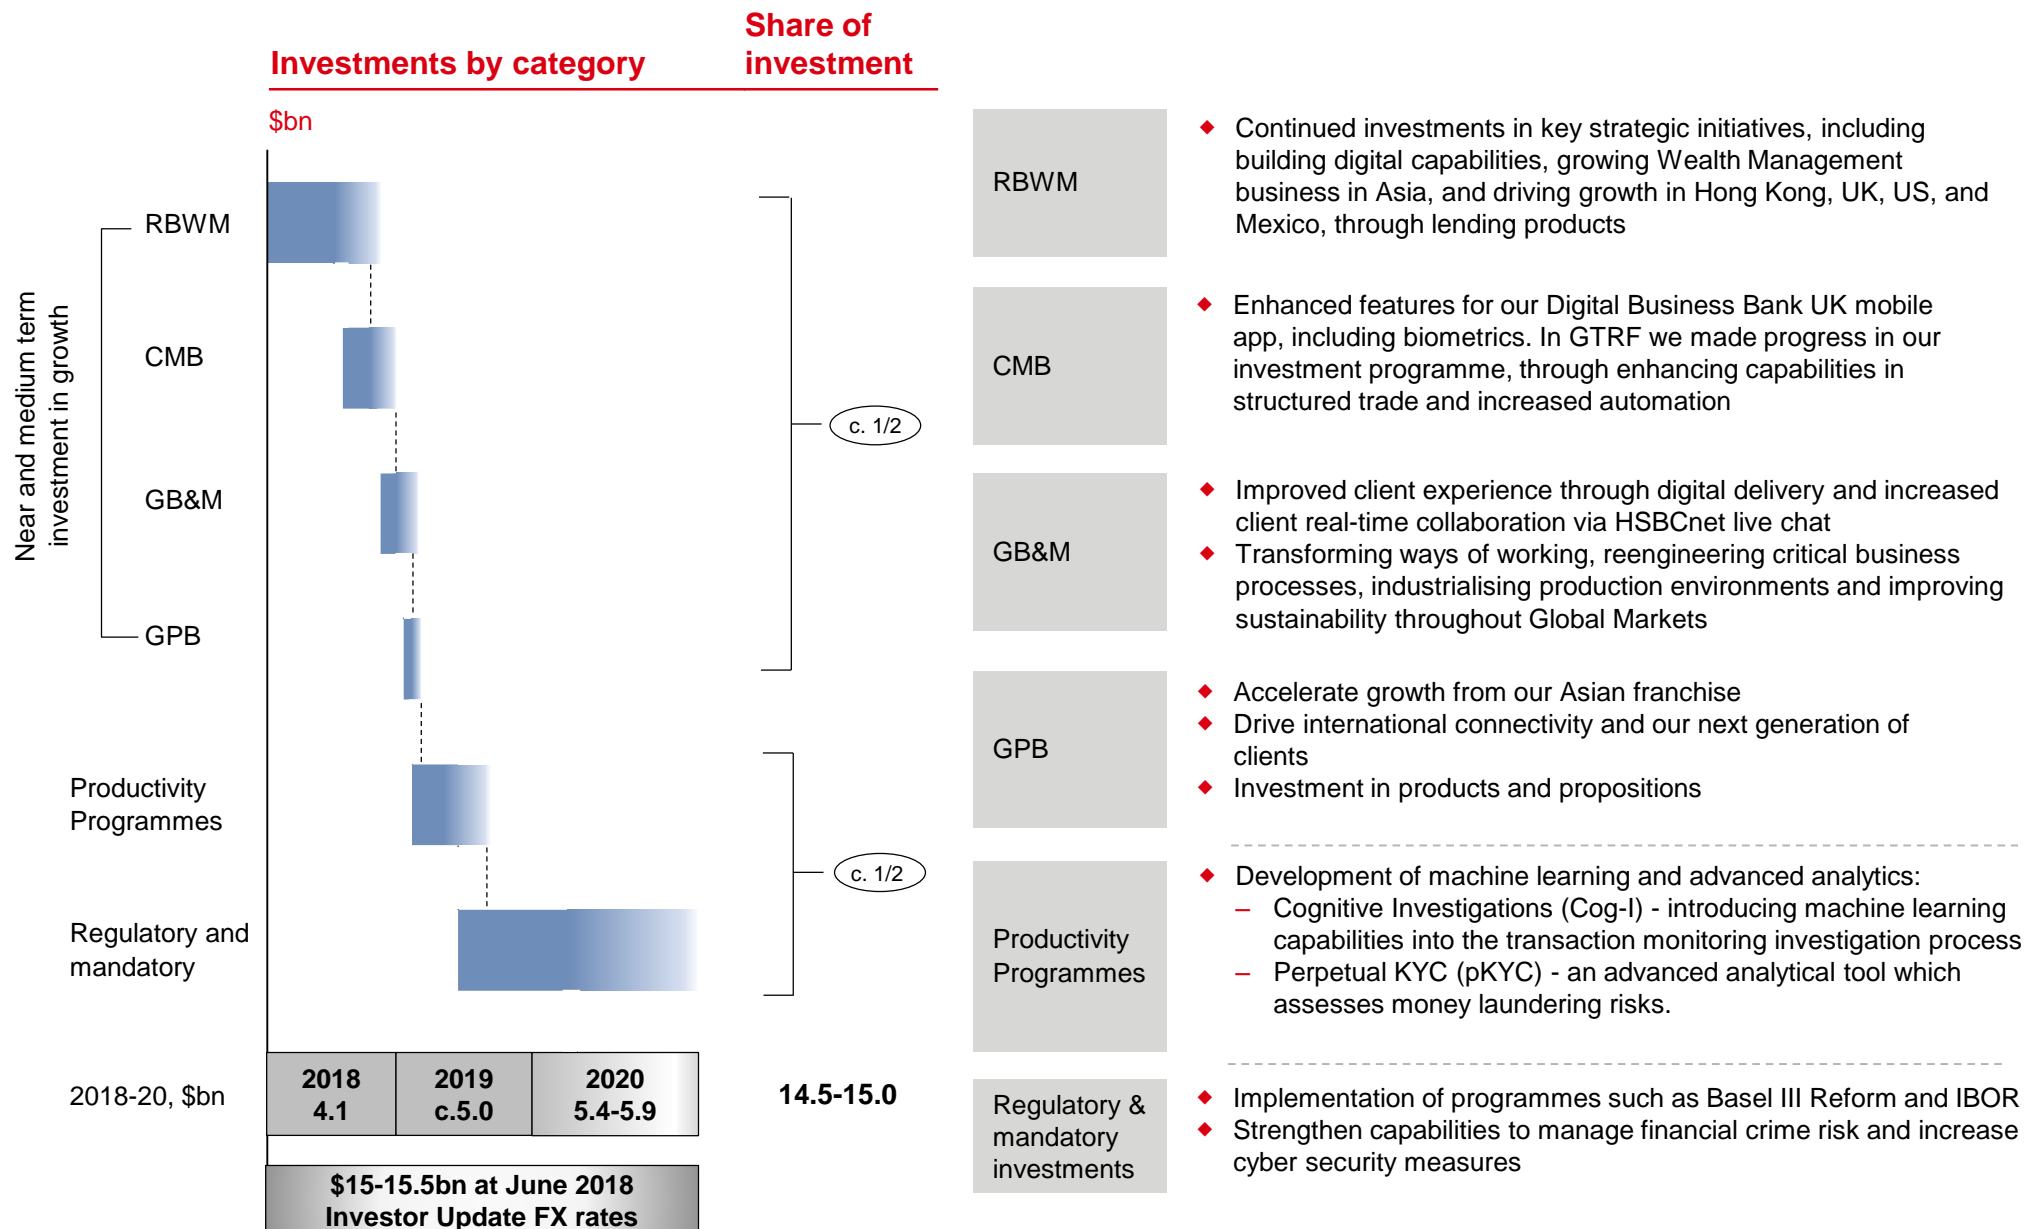 Investments by category
Share of
investment
$bn
Near and medium term
investment in growth
RBWM
CMB
GB&M
GPB
c. 1/2
Productivity
Programmes
Regulatory and
mandatory
c. 1/2
2018-20, $bn
2018
4.1
2019
c.5.0
2020
5.4-5.9
14.5-15.0
$15-15.5bn at June 2018
Investor Update FX rates
RBWM
◆ Continued investments in key strategic initiatives, including
building digital capabilities, growing Wealth Management
business in Asia, and driving growth in Hong Kong, UK, US, and
Mexico, through lending products
CMB
◆ Enhanced features for our Digital Business Bank UK mobile
app, including biometrics. In GTRF we made progress in our
investment programme, through enhancing capabilities in
structured trade and increased automation
GB&M
◆ Improved client experience through digital delivery and increased
client real-time collaboration via HSBCnet live chat
◆ Transforming ways of working, reengineering critical business
processes, industrialising production environments and improving
sustainability throughout Global Markets
GPB
◆ Accelerate growth from our Asian franchise
◆ Drive international connectivity and our next generation of
clients
◆ Investment in products and propositions
Productivity
Programmes
◆ Development of machine learning and advanced analytics:
– Cognitive Investigations (Cog-I) - introducing machine learning
capabilities into the transaction monitoring investigation process
– Perpetual KYC (pKYC) - an advanced analytical tool which
assesses money laundering risks.
Regulatory &
mandatory
investments
◆ Implementation of programmes such as Basel III Reform and IBOR
◆ Strengthen capabilities to manage financial crime risk and increase
cyber security measures